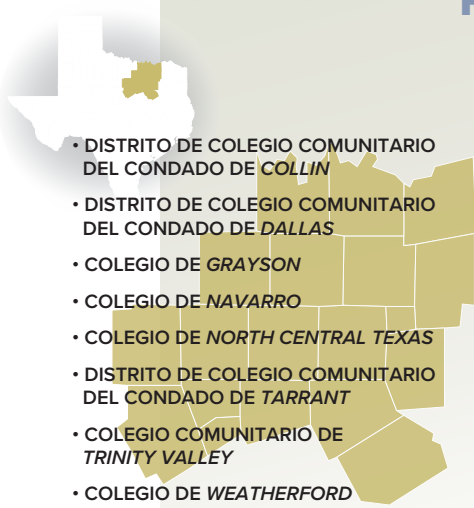 • DISTRITO DE COLEGIO COMUNITARIO
DEL CONDADO DE COLLIN
• DISTRITO DE COLEGIO COMUNITARIO
DEL CONDADO DE DALLAS
• COLEGIO DE GRAYSON
• COLEGIO DE NAVARRO
• COLEGIO DE NORTH CENTRAL TEXAS
• DISTRITO DE COLEGIO COMUNITARIO
DEL CONDADO DE TARRANT
• COLEGIO COMUNITARIO DE
TRINITY VALLEY
• COLEGIO DE WEATHERFORD